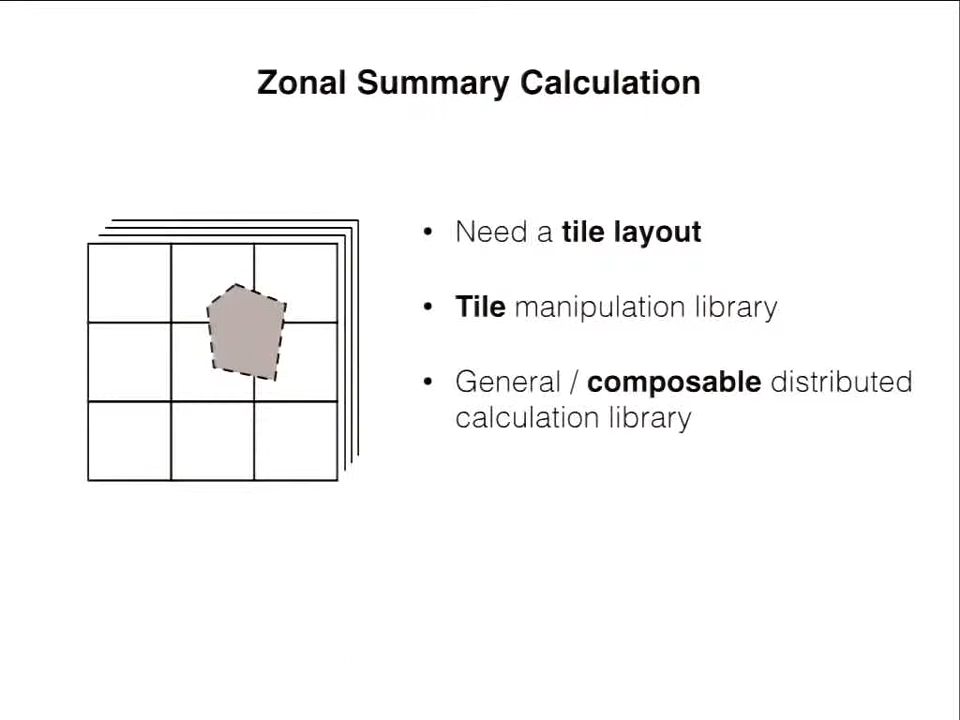 Zonal Summary Calculation
• Need a tile layout
• Tile manipulation library
• General / composable distributed
calculation library